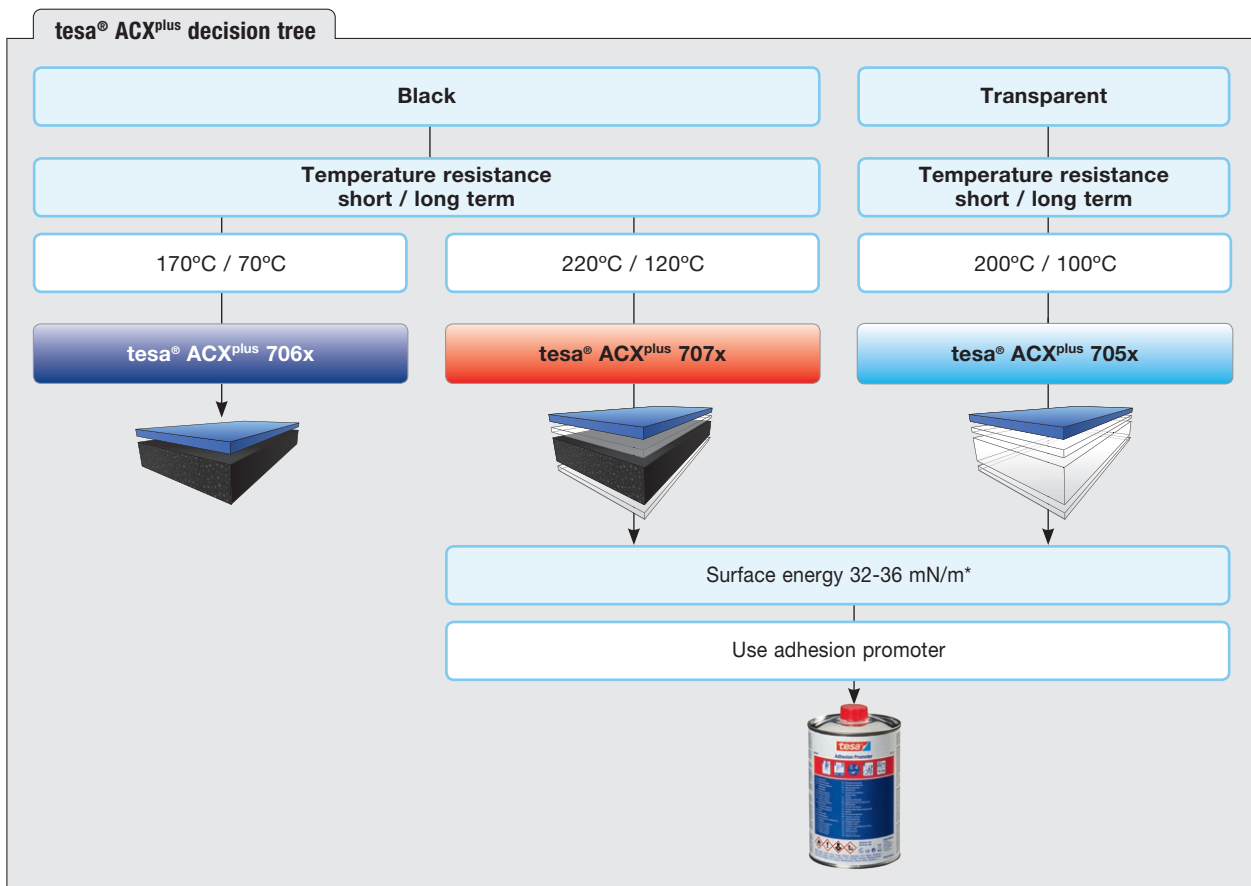 tesa® ACXplus decision tree
Black
Transparent
Temperature resistance
short / long term
Temperature resistance
short / long term
170ºC / 70ºC
220ºC / 120ºC
200ºC / 100ºC
tesa® ACXplus 706x
tesa® ACXplus 707x
tesa® ACXplus 705x
Surface energy 32-36 mN/m*
Use adhesion promoter
tesa
Adhesion Promoter